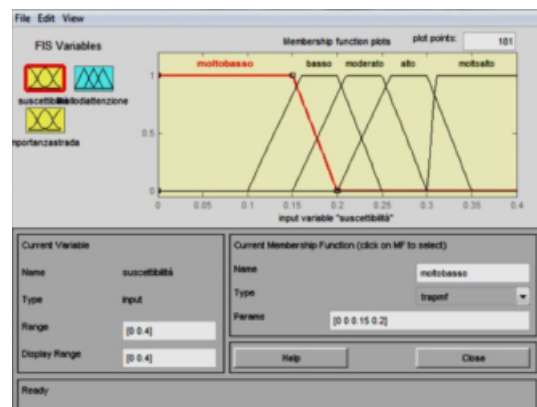 File Edit View
FIS Variables
Membership function plots
plot points:
181
moltobasso
basso
moderato
alto
moltoalto
1
0.5
0
0
0.05
0.1
0.15
0.2
0.25
0.3
0.35
0.4
input variable "suscettibilità"
mportanzastrada
Current Variable
Name
suscettibilità
Type
input
Range
[0 0.4]
Display Range
[0 0.4]
Current Membership Function (click on MF to select)
Name
moltobasso
Type
trapmf
Params
[0 0 0.15 0.2]
Help
Close
Ready